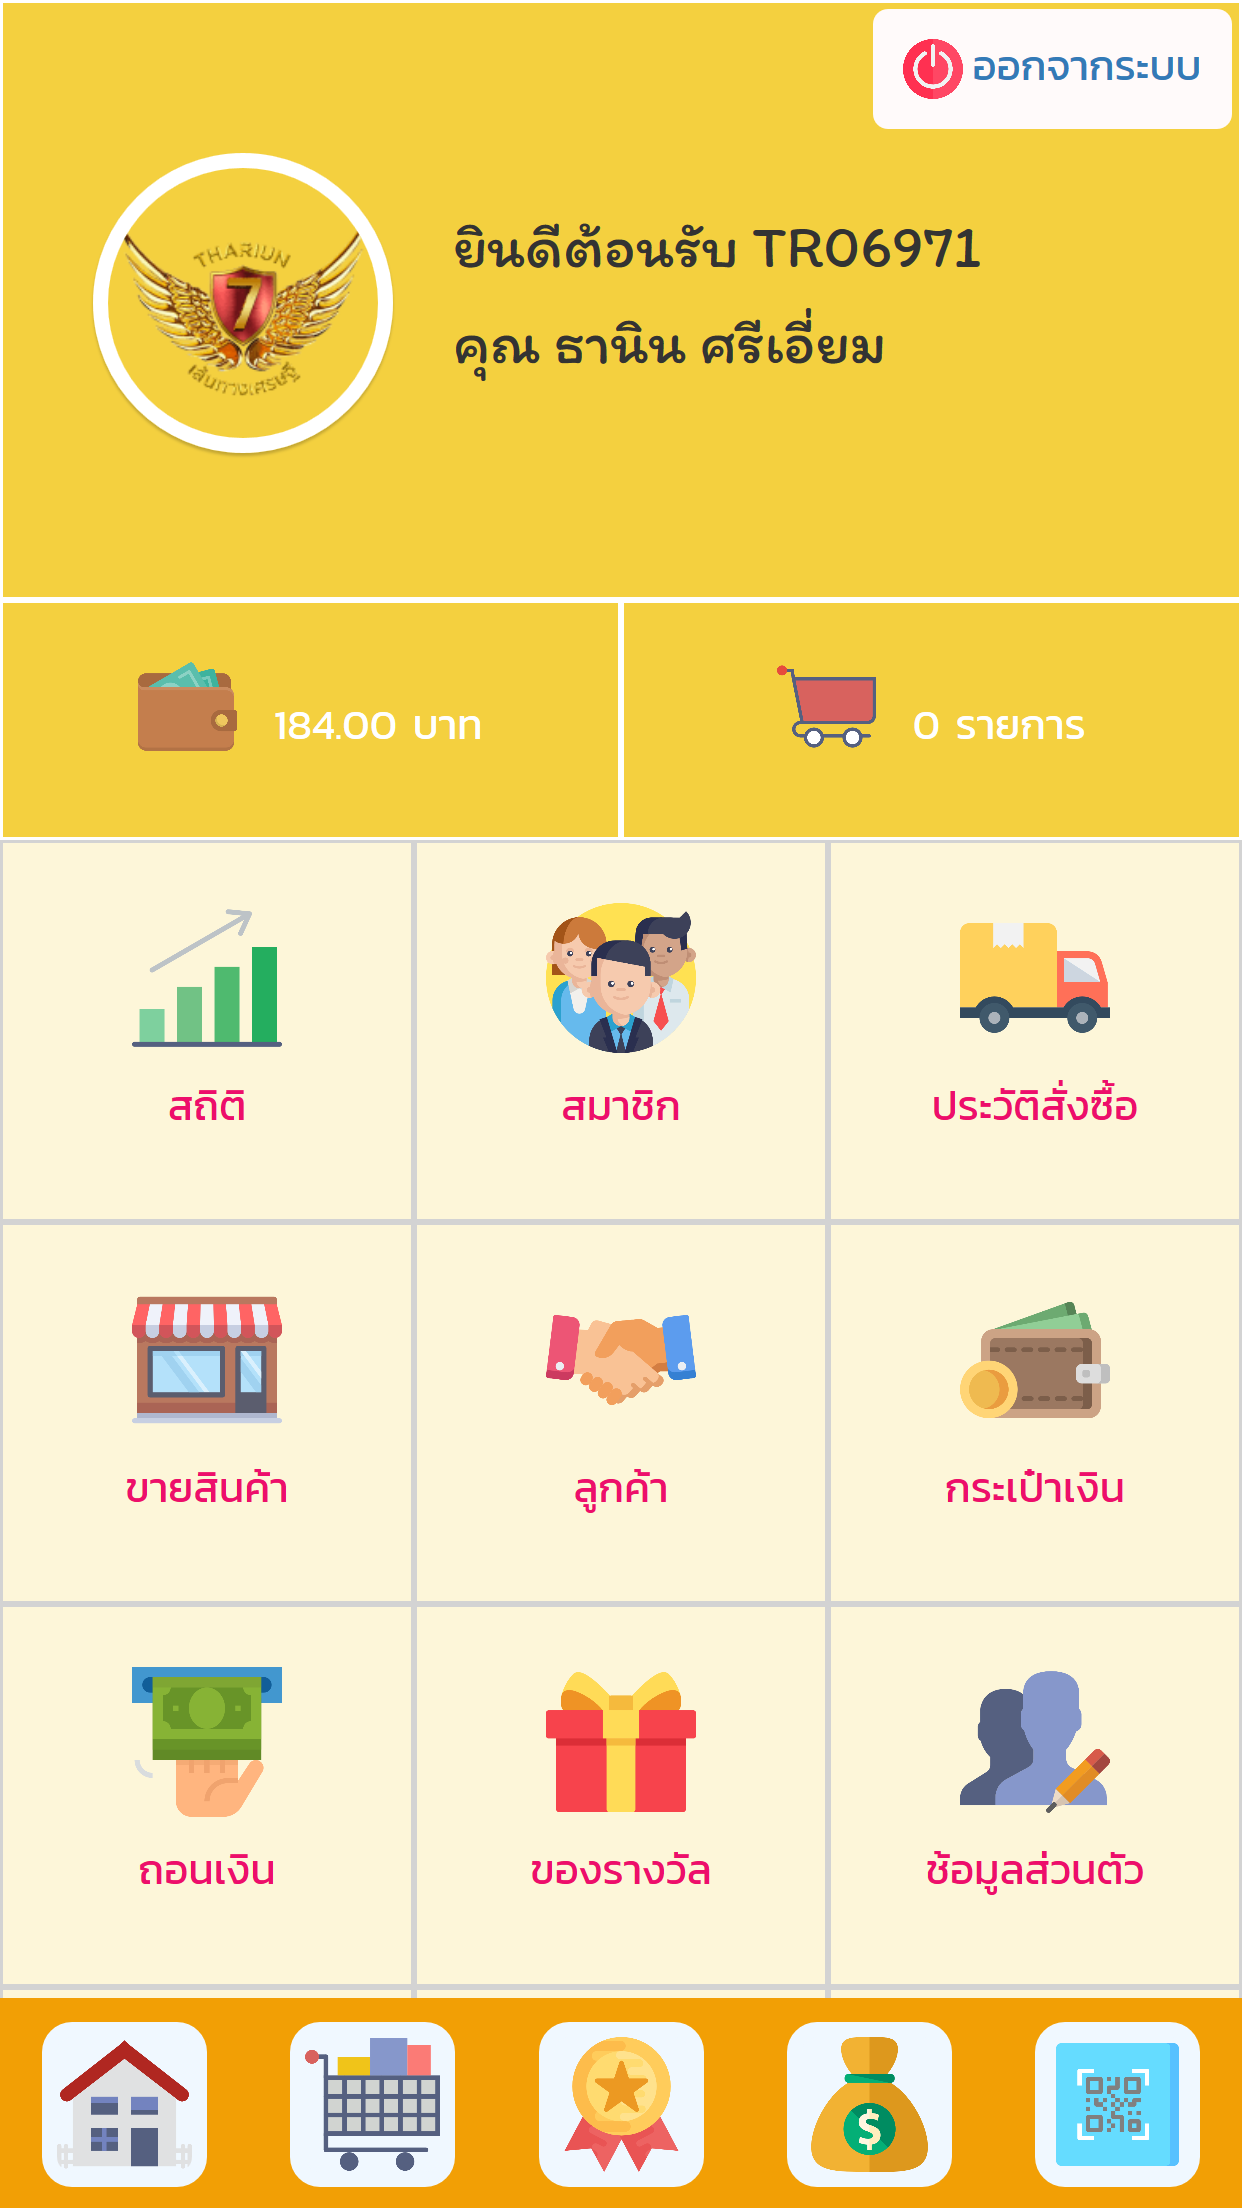 ออกจากระบบ
THARIUN
7
เส้นทางเศรษฐี
ยินดีต้อนรับ TR06971
คุณ ธานิน ศรีเอี่ยม
184.00 บาท
0 รายการ
สถิติ
สมาชิก
ประวัติสั่งซื้อ
ขายสินค้า
ลูกค้า
กระเป๋าเงิน
ถอนเงิน
ของรางวัล
ช้อมูลส่วนตัว
$